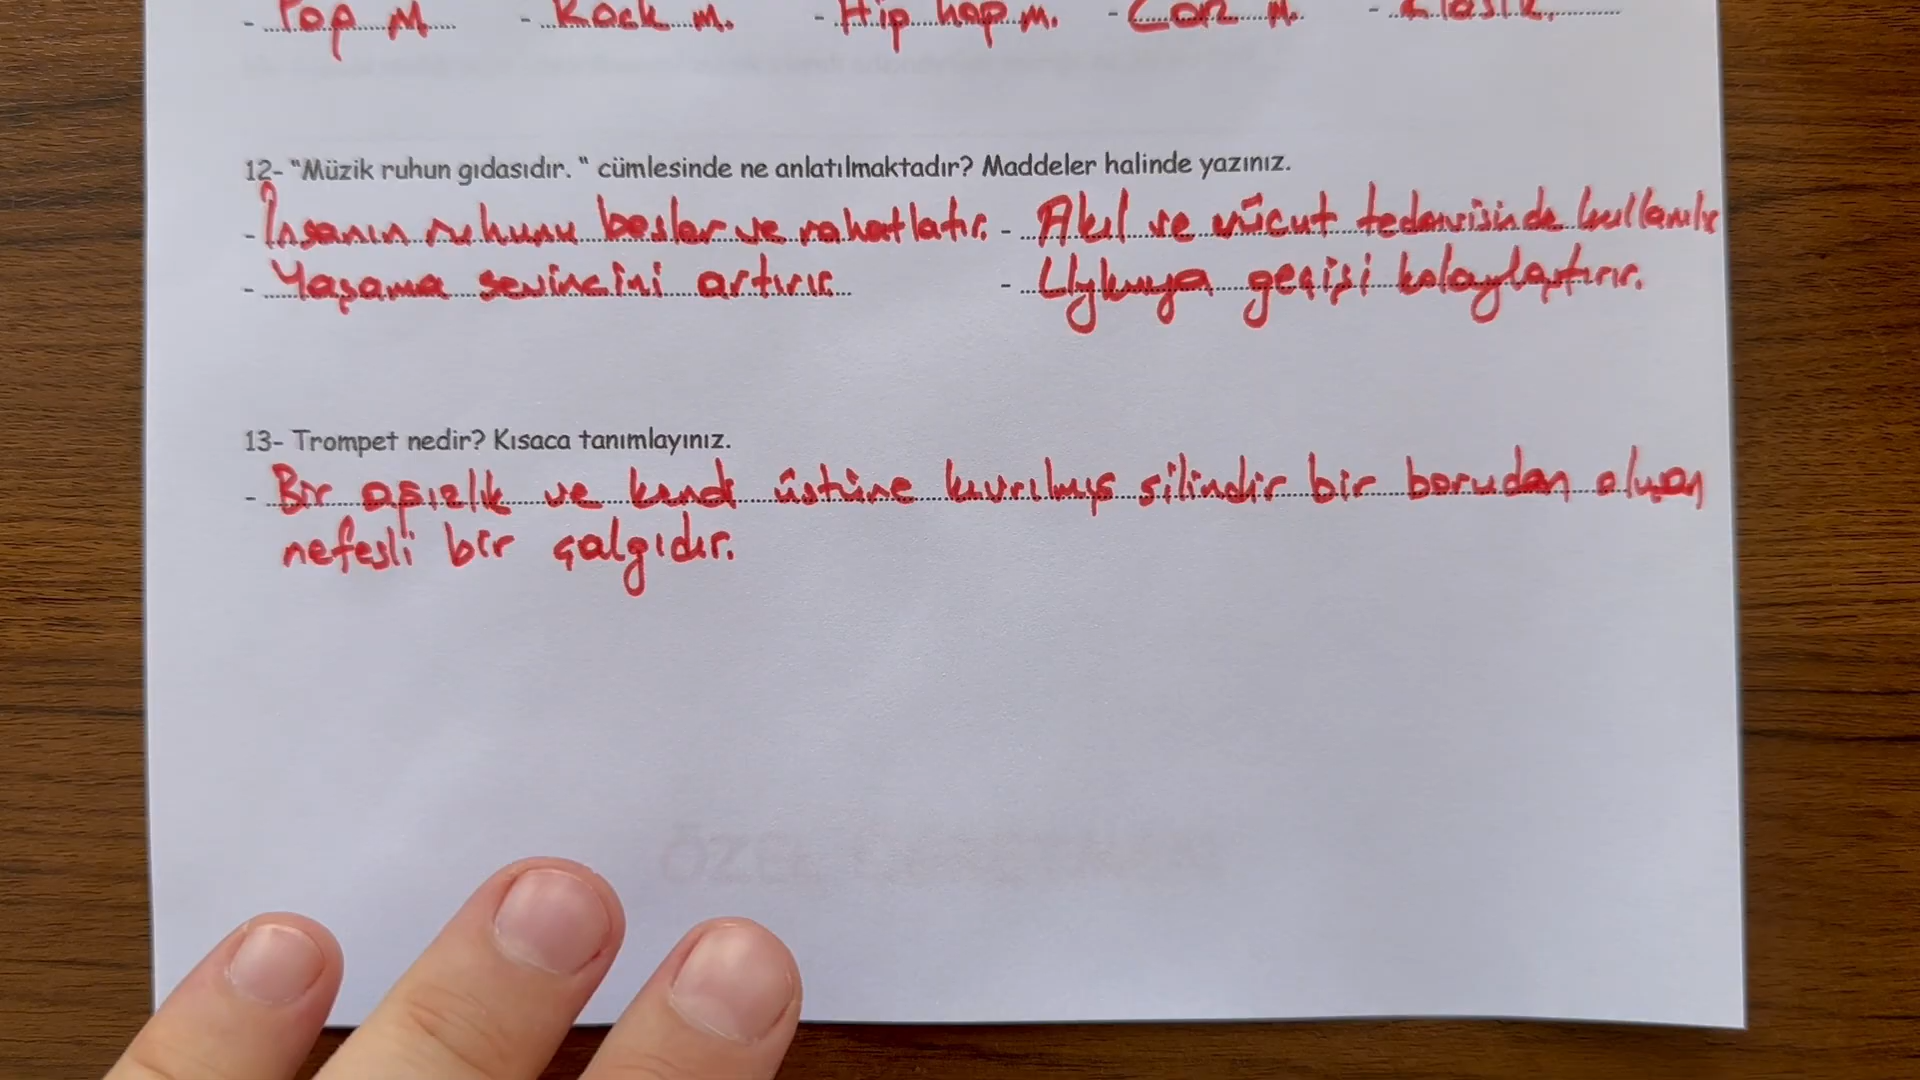 - Pop M. - Rock M. - Hip hop M. - Caz M. - Klasik.
12- "Müzik ruhun gıdasıdır. " cümlesinde ne anlatılmaktadır? Maddeler halinde yazınız.
- İnsanın ruhunu besler ve rahatlatır. - Akıl ve vücut tedavisinde kullanılır
- Yaşama sevincini artırır. - Uykuya geçişi kolaylaştırır.
13- Trompet nedir? Kısaca tanımlayınız.
- Bir ağızlık ve kendi üstüne kıvrılmış silindir bir borudan oluşan
nefesli bir çalgıdır.